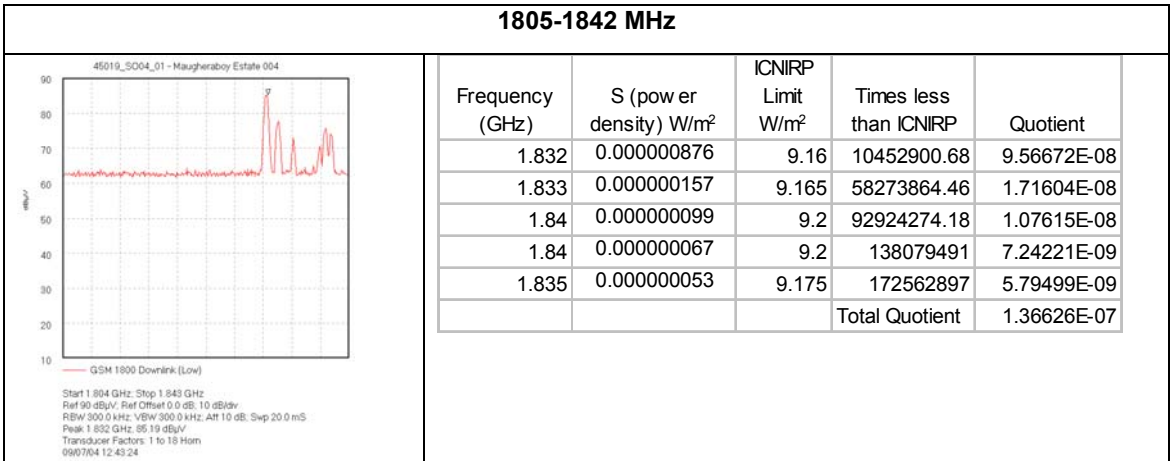 1805-1842 MHz
45019_SO04_01 - Maugheraboy Estate 004
90
80
70
60
50
40
30
20
10
dBµV
GSM 1800 Downlink (Low)
Start 1.804 GHz; Stop 1.843 GHz
Ref 90 dBµV; Ref Offset 0.0 dB; 10 dB/div
RBW 300.0 kHz; VBW 300.0 kHz; Att 10 dB; Swp 20.0 mS
Peak 1.832 GHz, 85.19 dBµV
Transducer Factors: 1 to 18 Horn
09/07/04 12:43:24
Frequency (GHz) S (pow er density) W/m² ICNIRP Limit W/m² Times less than ICNIRP Quotient
1.832 0.000000876 9.16 10452900.68 9.56672E-08
1.833 0.000000157 9.165 58273864.46 1.71604E-08
1.84 0.000000099 9.2 92924274.18 1.07615E-08
1.84 0.000000067 9.2 138079491 7.24221E-09
1.835 0.000000053 9.175 172562897 5.79499E-09
Total Quotient 1.36626E-07